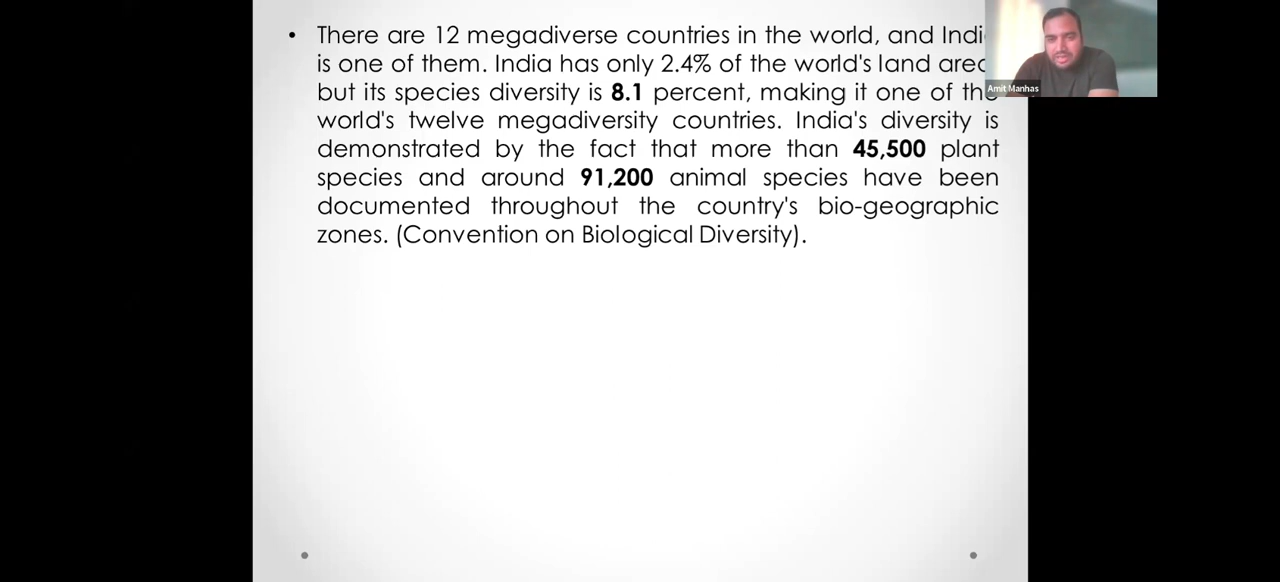 • There are 12 megadiverse countries in the world, and Indi
is one of them. India has only 2.4% of the world's land area
but its species diversity is 8.1 percent, making it one of the
world's twelve megadiversity countries. India's diversity is
demonstrated by the fact that more than 45,500 plant
species and around 91,200 animal species have been
documented throughout the country's bio-geographic
zones. (Convention on Biological Diversity).
Amit Manhas